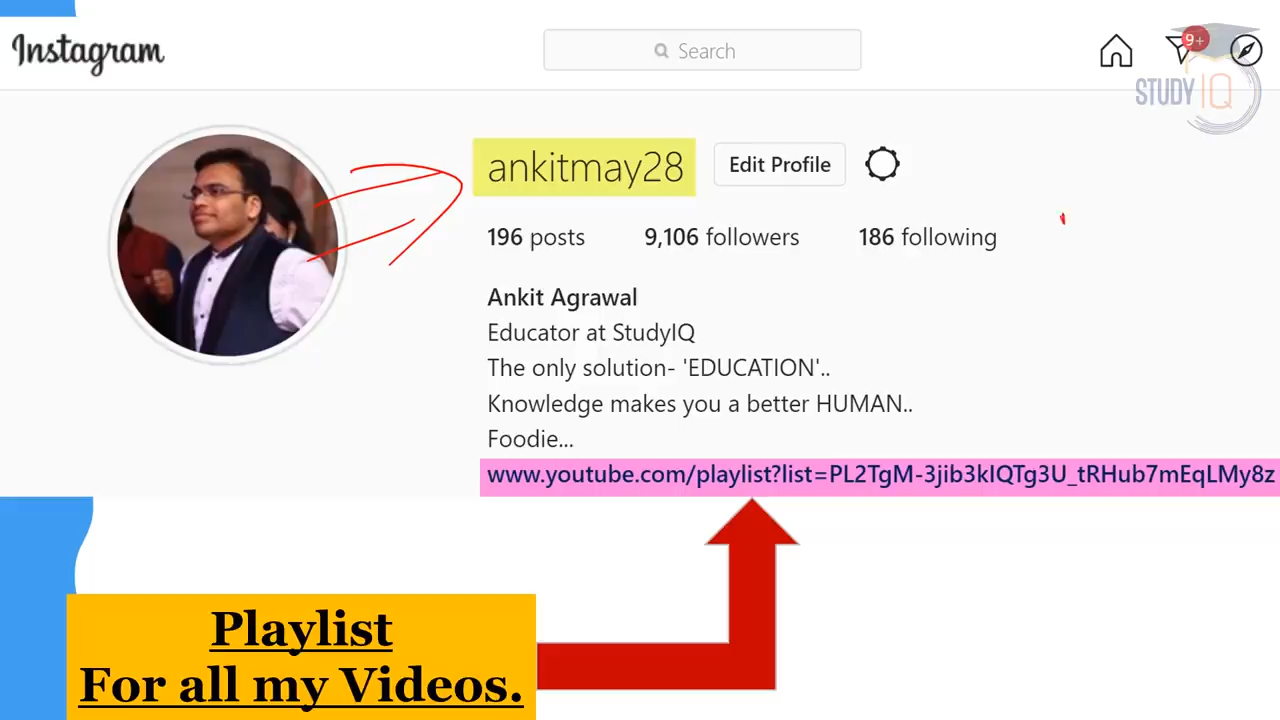 Instagram
Search
9+
STUDY IQ
ankitmay28
Edit Profile
196 posts 9,106 followers 186 following
Ankit Agrawal
Educator at StudyIQ
The only solution- 'EDUCATION'..
Knowledge makes you a better HUMAN..
Foodie...
www.youtube.com/playlist?list=PL2TgM-3jib3kIQTg3U_tRHub7mEqLMy8z
Playlist
For all my Videos.